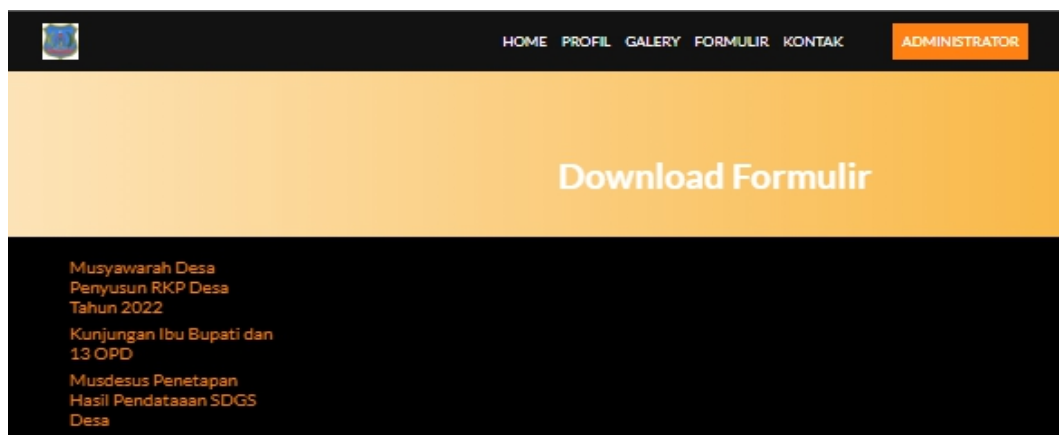 HOME PROFIL GALERY FORMULIR KONTAK ADMINISTRATOR
Download Formulir
Musyawarah Desa
Penyusun RKP Desa
Tahun 2022
Kunjungan Ibu Bupati dan
13 OPD
Musdesus Penetapan
Hasil Pendataaan SDGS
Desa